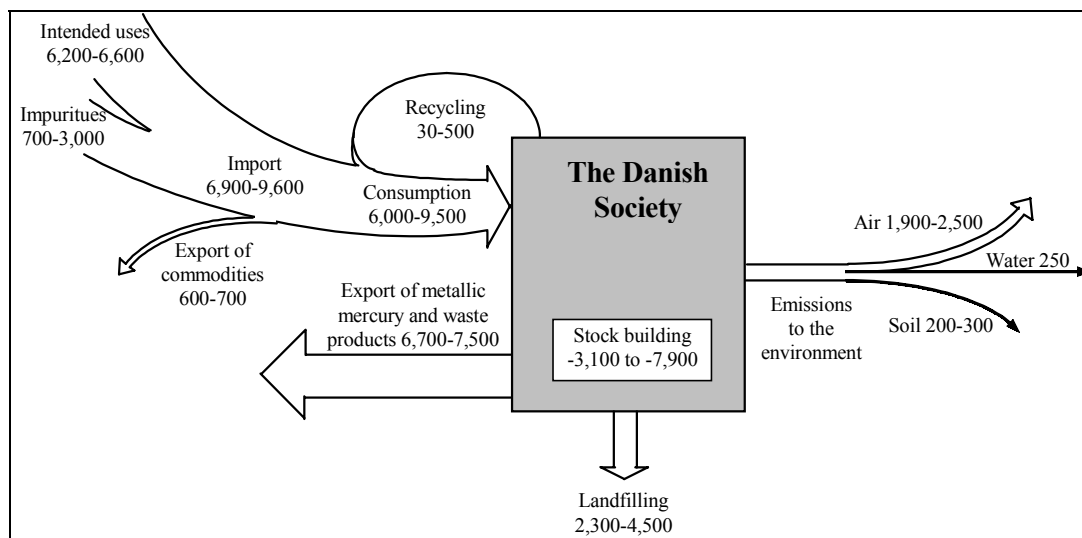 Intended uses
6,200-6,600
Impuritues
700-3,000
Recycling
30-500
Import
6,900-9,600
Consumption
6,000-9,500
Export of
commodities
600-700
The Danish
Society
Export of metallic
mercury and waste
products 6,700-7,500
Stock building
-3,100 to -7,900
Air 1,900-2,500
Water 250
Soil 200-300
Emissions
to the
environment
Landfilling
2,300-4,500